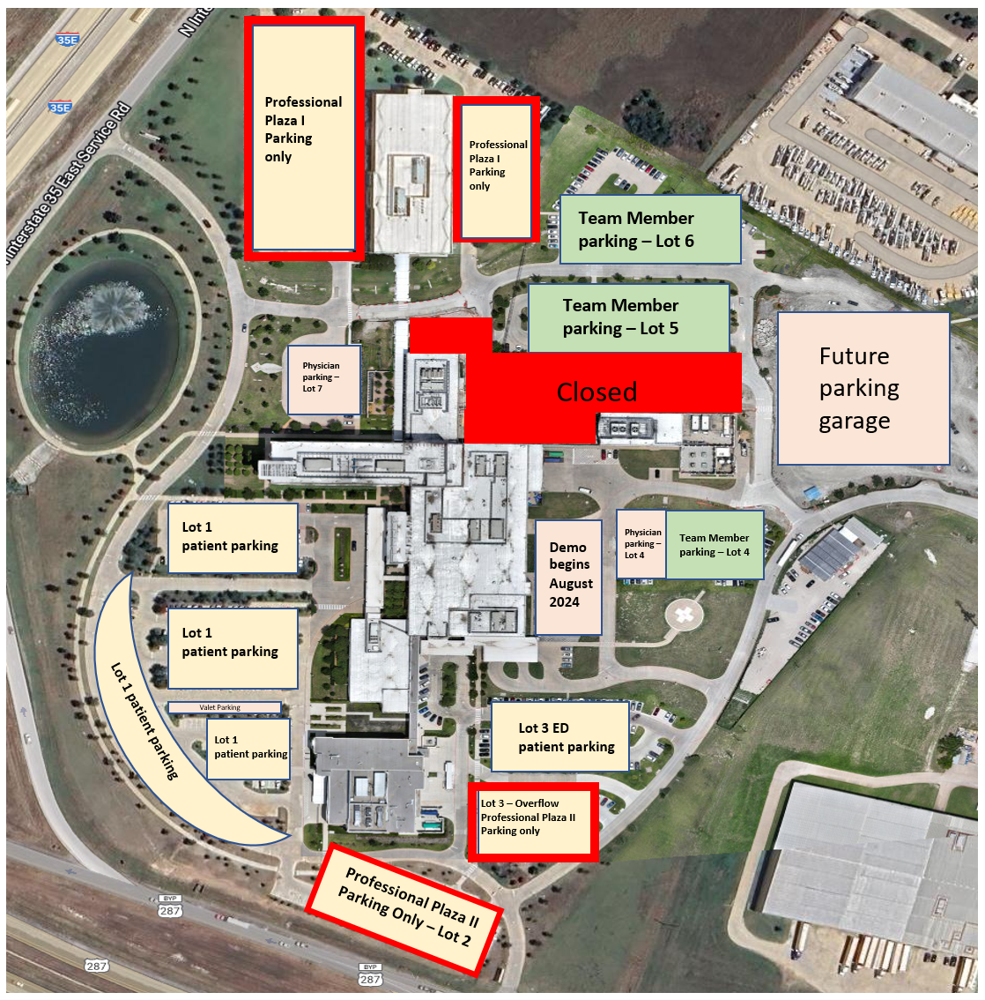 N Inte
35E
35E
Interstate 35 East Service Rd
Professional
Plaza I
Parking
only
Professional
Plaza I
Parking
only
Team Member
parking – Lot 6
Team Member
parking – Lot 5
Physician
parking –
Lot 7
Closed
Future
parking
garage
Lot 1
patient parking
Demo
begins
August
2024
Physician
parking –
Lot 4
Team Member
parking – Lot 4
Lot 1
patient parking
Lot 1 patient parking
Valet Parking
Lot 1
patient parking
Lot 3 ED
patient parking
Lot 3 – Overflow
Professional Plaza II
Parking only
Professional Plaza II
Parking Only – Lot 2
BYP
287
287
BYP
287